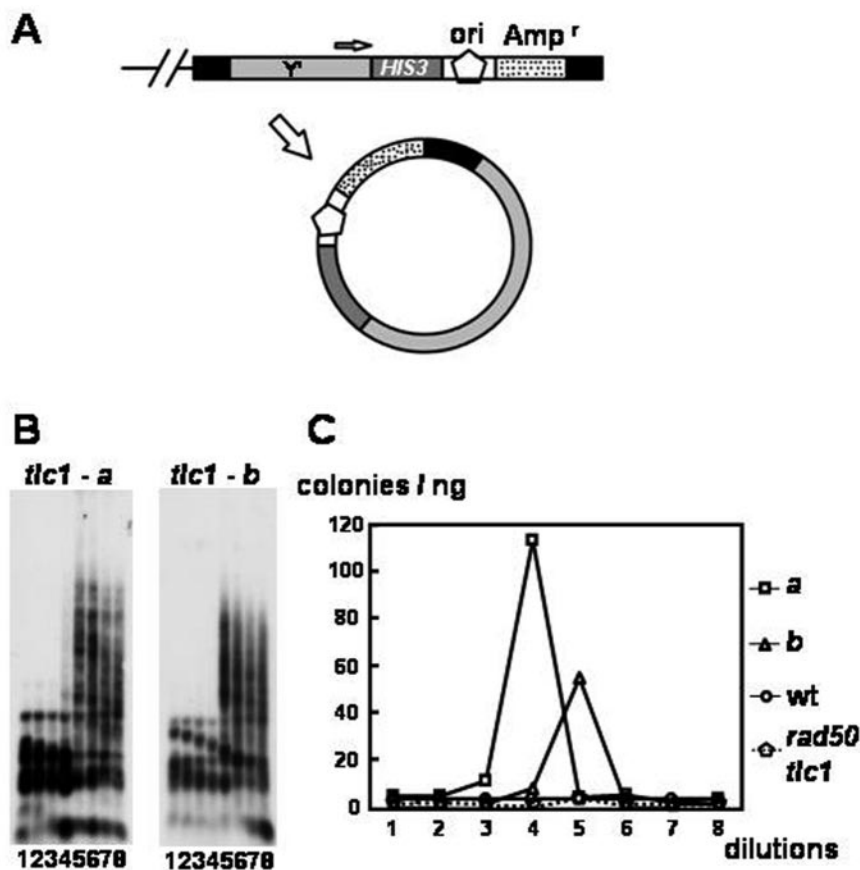 A
ori Amp r
Y' HIS3
B
tlc1 - a tlc1 - b
12345678 12345678
C
colonies / ng
120
100
80
60
40
20
0
1 2 3 4 5 6 7 8
dilutions
a
b
wt
rad50
tlc1